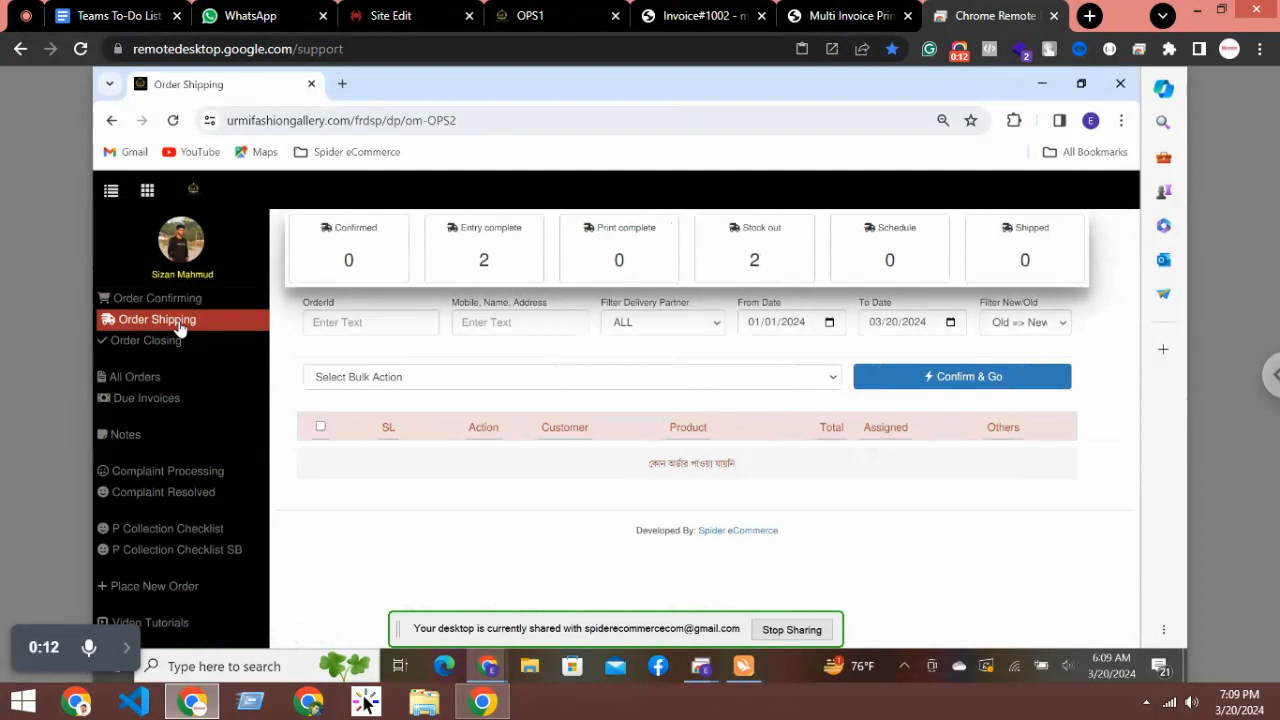 Teams To-Do List
WhatsApp
Site Edit
OPS1
Invoice#1002 - m
Multi Invoice Prin
Chrome Remote
remotedesktop.google.com/support
0:12
2
Order Shipping
urmifashiongallery.com/frdsp/dp/om-OPS2
E
Gmail
YouTube
Maps
Spider eCommerce
All Bookmarks
Sizan Mahmud
Order Confirming
Order Shipping
Order Closing
All Orders
Due Invoices
Notes
Complaint Processing
Complaint Resolved
P Collection Checklist
P Collection Checklist SB
Place New Order
Video Tutorials
Confirmed
0
Entry complete
2
Print complete
0
Stock out
2
Schedule
0
Shipped
0
OrderId
Enter Text
Mobile, Name, Address
Enter Text
Filter Delivery Partner
ALL
From Date
01/01/2024
To Date
03/20/2024
Filter New/Old
Old => New
Select Bulk Action
Confirm & Go
SL
Action
Customer
Product
Total
Assigned
Others
কোন অর্ডার পাওয়া যায়নি
Developed By: Spider eCommerce
Your desktop is currently shared with spiderecommercecom@gmail.com
Stop Sharing
0:12
Type here to search
76°F
6:09 AM
3/20/2024
21
7:09 PM
3/20/2024